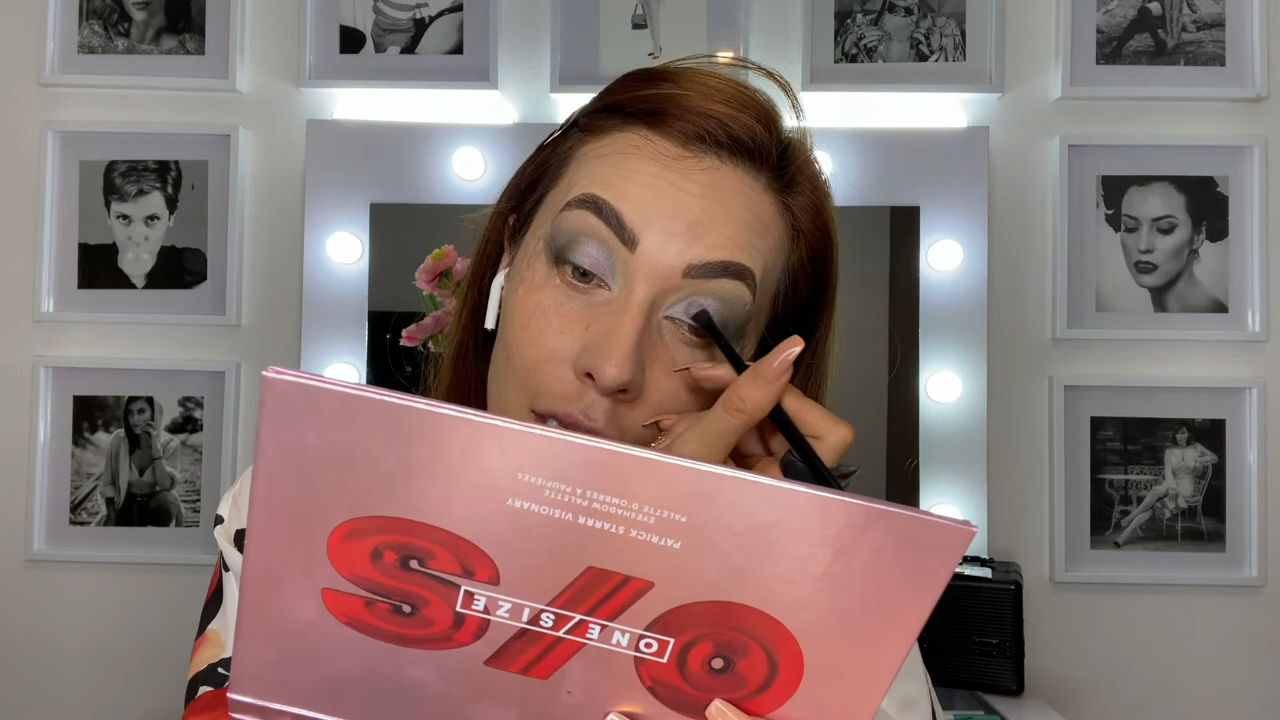 O/S
ONE/SIZE
PATRICK STARRR VISIONARY
EYESHADOW PALETTE
PALETTE D'OMBRES À PAUPIÈRES